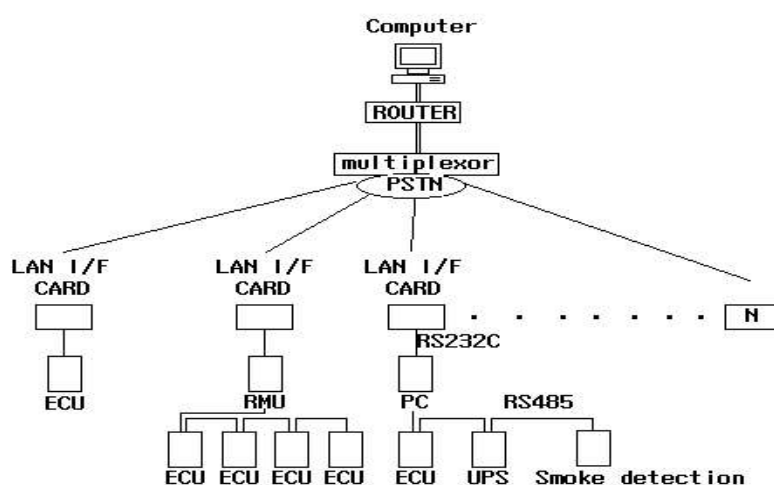 Computer
ROUTER
multiplexor
PSTN
LAN I/F
CARD
LAN I/F
CARD
LAN I/F
CARD
N
RS232C
ECU
RMU
PC
RS485
ECU
ECU
ECU
ECU
ECU
UPS
Smoke detection